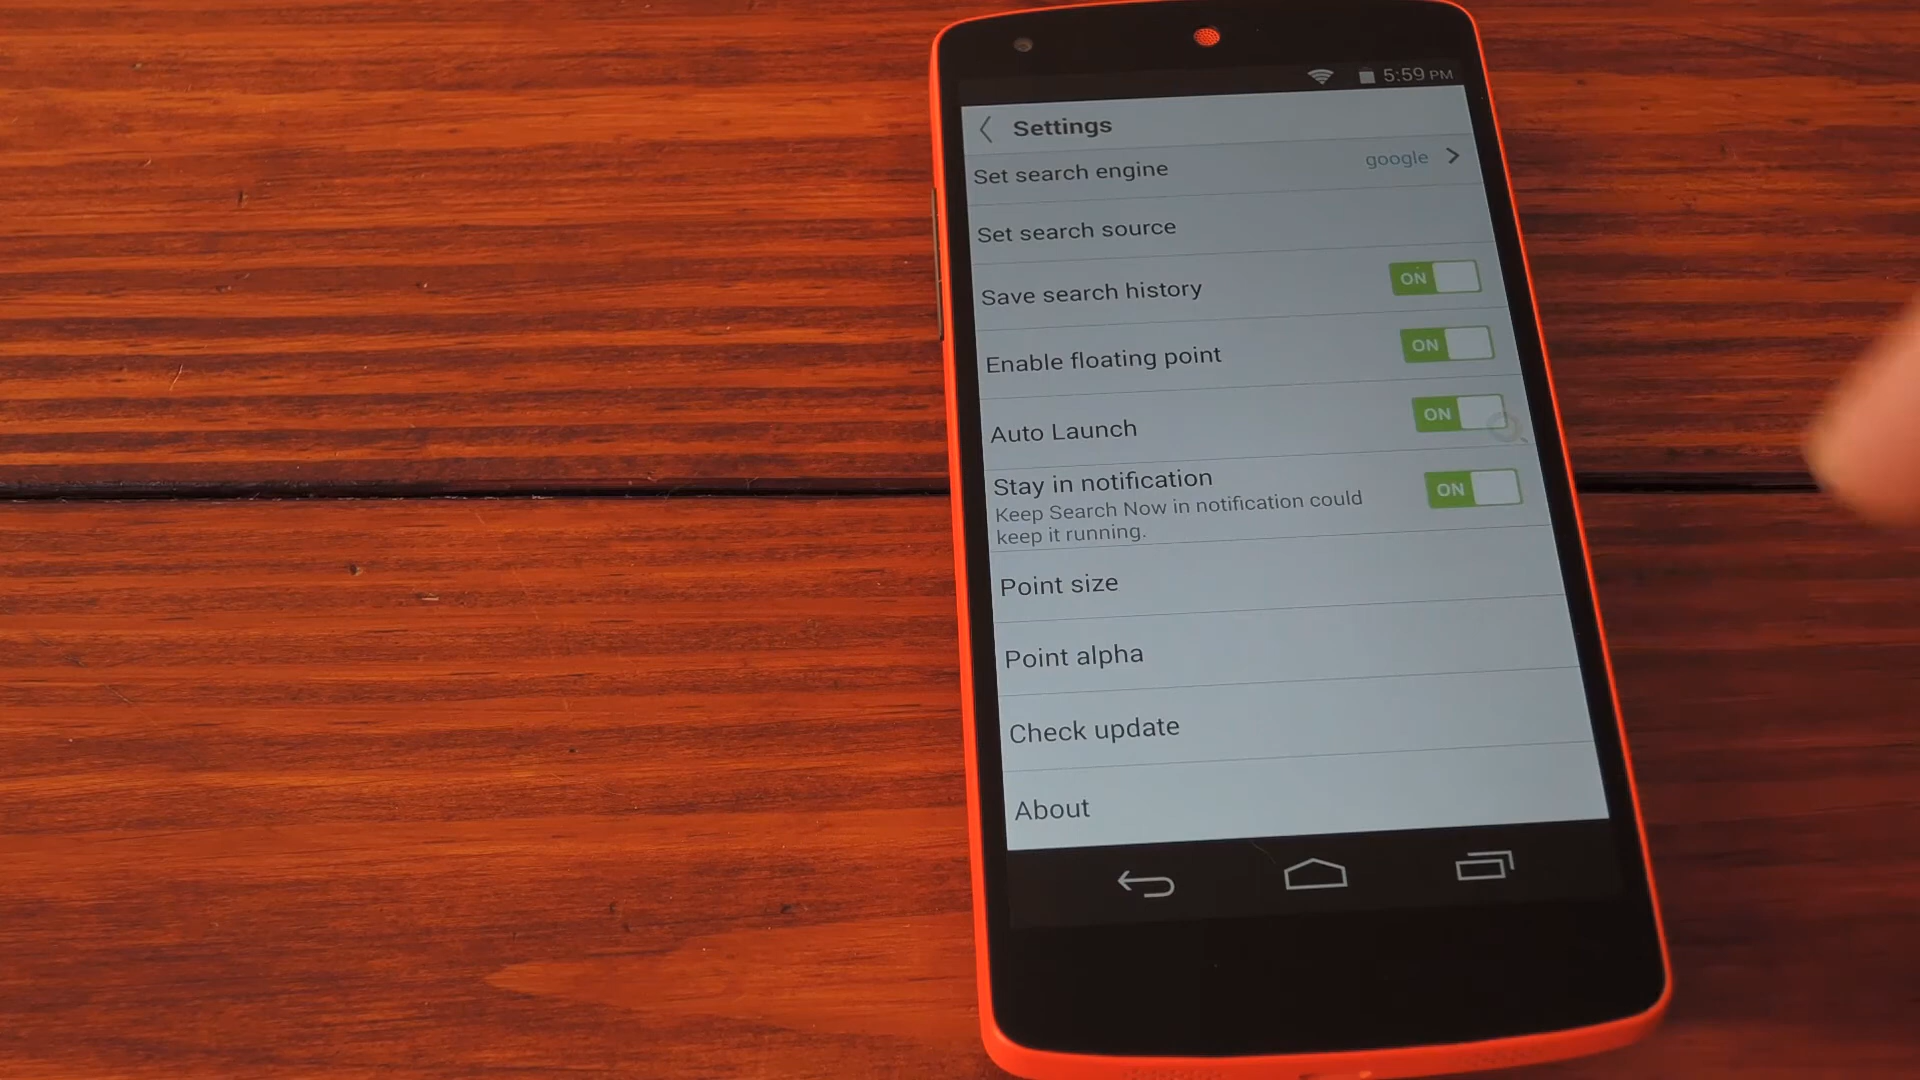 5:59 PM
Settings
Set search engine google
Set search source
Save search history ON
Enable floating point ON
Auto Launch ON
Stay in notification ON
Keep Search Now in notification could
keep it running.
Point size
Point alpha
Check update
About